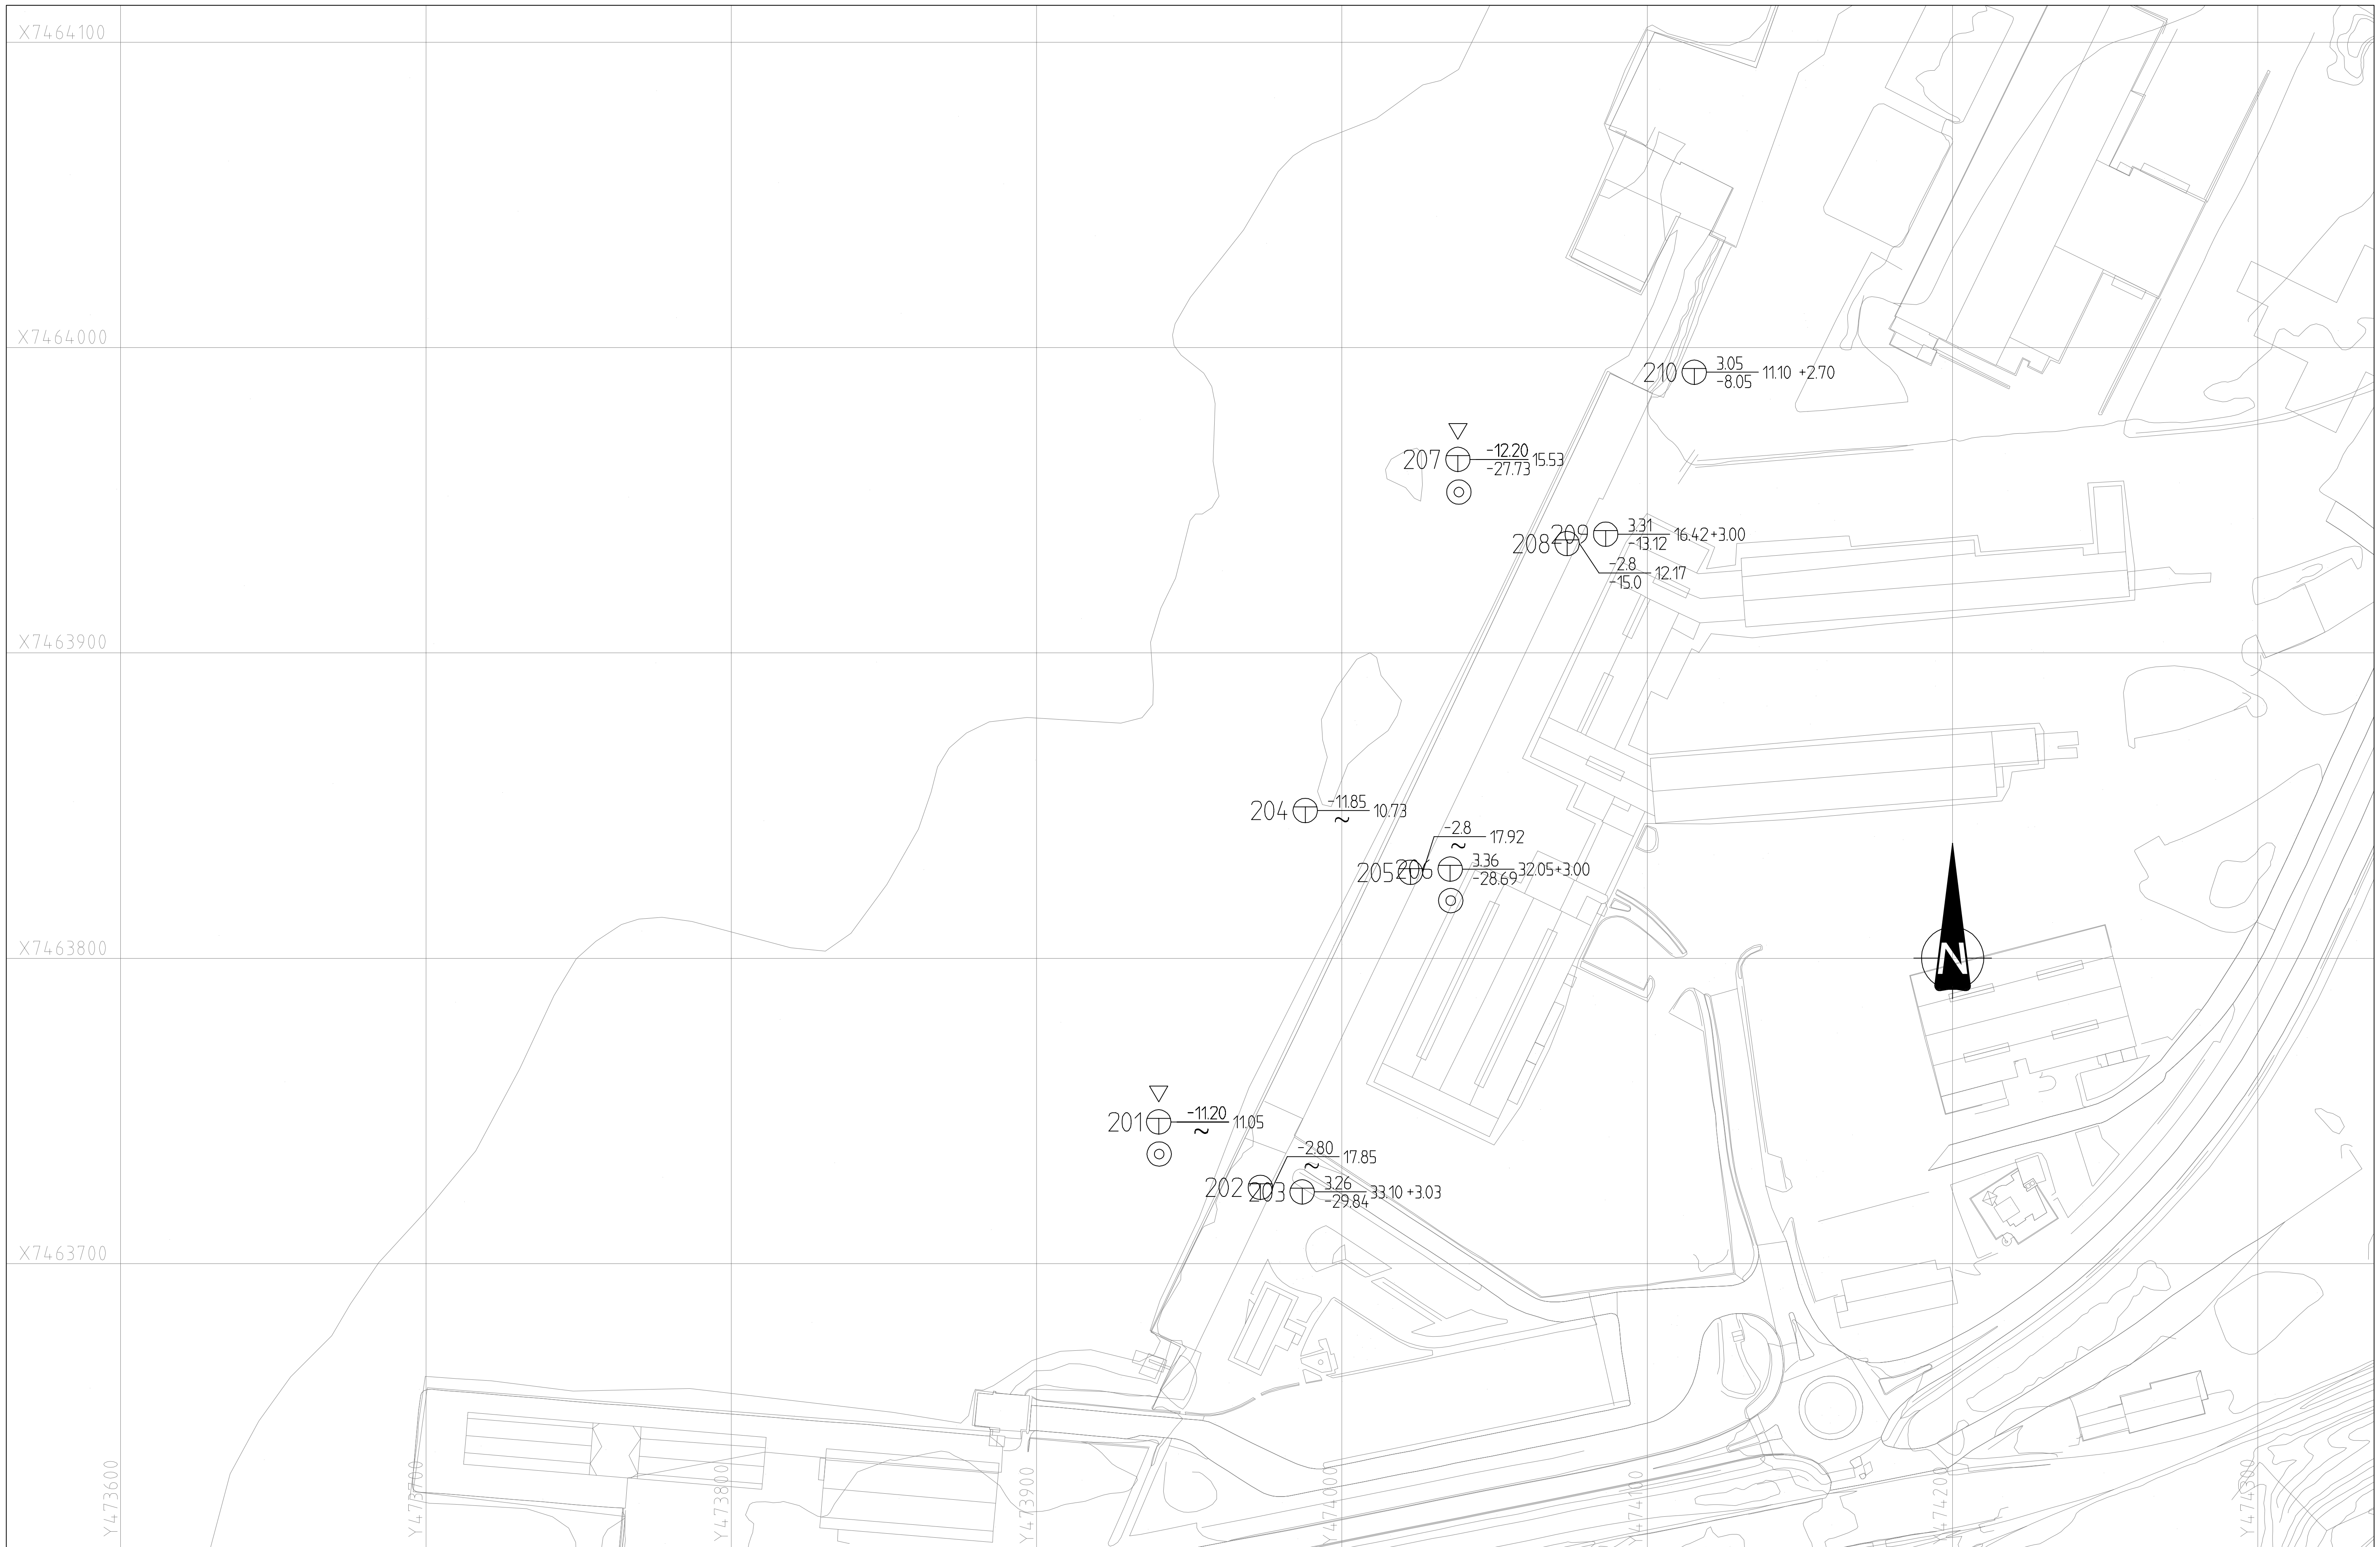 X7464100
X7464000
210 3.05 11.10 +2.70
-8.05
207 -12.20 15.53
-27.73
209 3.31 16.42 +3.00
-13.12
208 -2.8 12.17
-15.0
X7463900
204 -11.85 10.73
~
205 -2.8 17.92
~
206 3.36 32.05 +3.00
-28.69
X7463800
N
201 -11.20 11.05
~
202 -2.80 17.85
~
203 3.26 33.10 +3.03
-29.84
X7463700
Y473600
Y473700
Y473800
Y473900
Y474000
Y474100
Y474200
Y474300